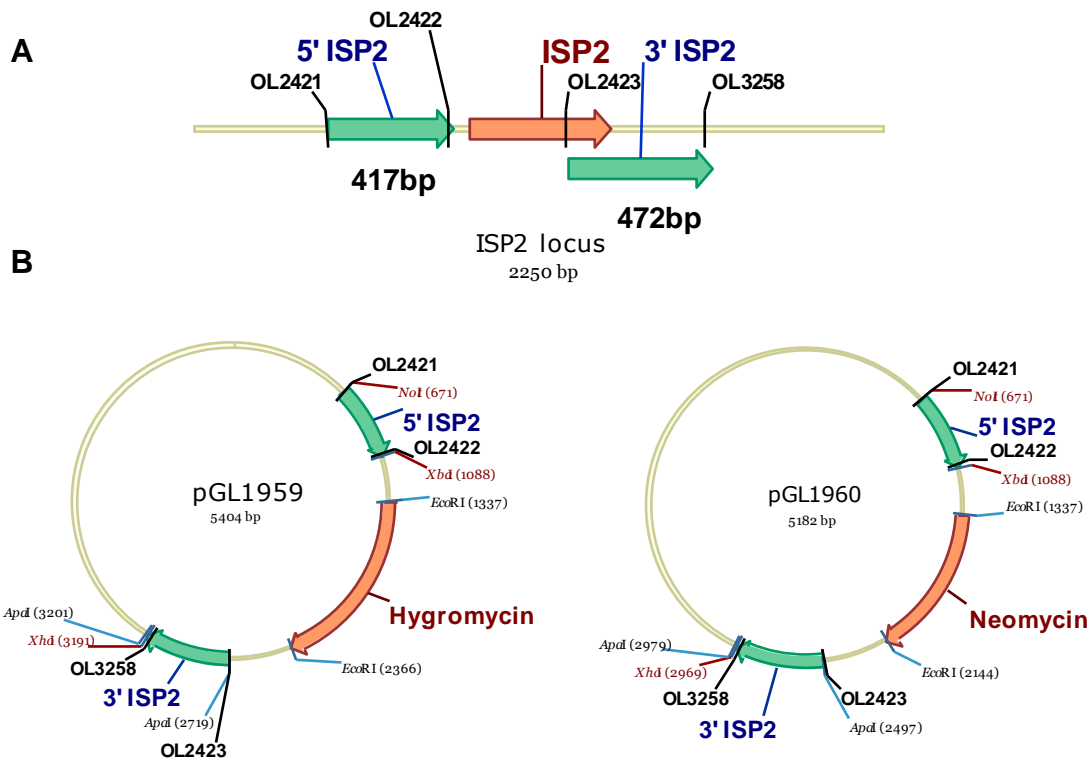 A
OL2422
5' ISP2
ISP2
3' ISP2
OL2421
OL2423
OL3258
417bp
472bp
ISP2 locus
2250 bp
B
OL2421
NotI (671)
5' ISP2
OL2422
XbaI (1088)
EcoRI (1337)
pGL1959
5404 bp
Hygromycin
EcoRI (2366)
ApaI (3201)
XhoI (3191)
OL3258
3' ISP2
ApaI (2719)
OL2423
OL2421
NotI (671)
5' ISP2
OL2422
XbaI (1088)
EcoRI (1337)
pGL1960
5182 bp
Neomycin
EcoRI (2144)
ApaI (2979)
XhoI (2969)
OL3258
OL2423
3' ISP2
ApaI (2497)